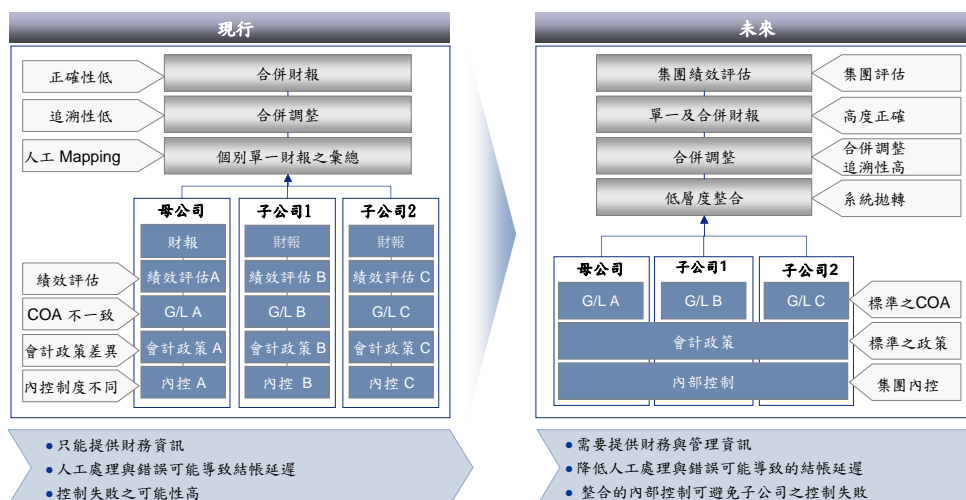 現行
正確性低
合併財報
追溯性低
合併調整
人工 Mapping
個別單一財報之彙總
母公司
子公司1
子公司2
財報
財報
財報
績效評估
績效評估A
績效評估 B
績效評估 C
COA 不一致
G/L A
G/L B
G/L C
會計政策差異
會計政策 A
會計政策 B
會計政策 C
內控制度不同
內控 A
內控 B
內控 C
●只能提供財務資訊
●人工處理與錯誤可能導致結帳延遲
●控制失敗之可能性高
未來
集團績效評估
集團評估
單一及合併財報
高度正確
合併調整
合併調整
追溯性高
低層度整合
系統拋轉
母公司
子公司1
子公司2
G/L A
G/L B
G/L C
標準之COA
會計政策
標準之政策
內部控制
集團內控
●需要提供財務與管理資訊
●降低人工處理與錯誤可能導致的結帳延遲
●整合的內部控制可避免子公司之控制失敗